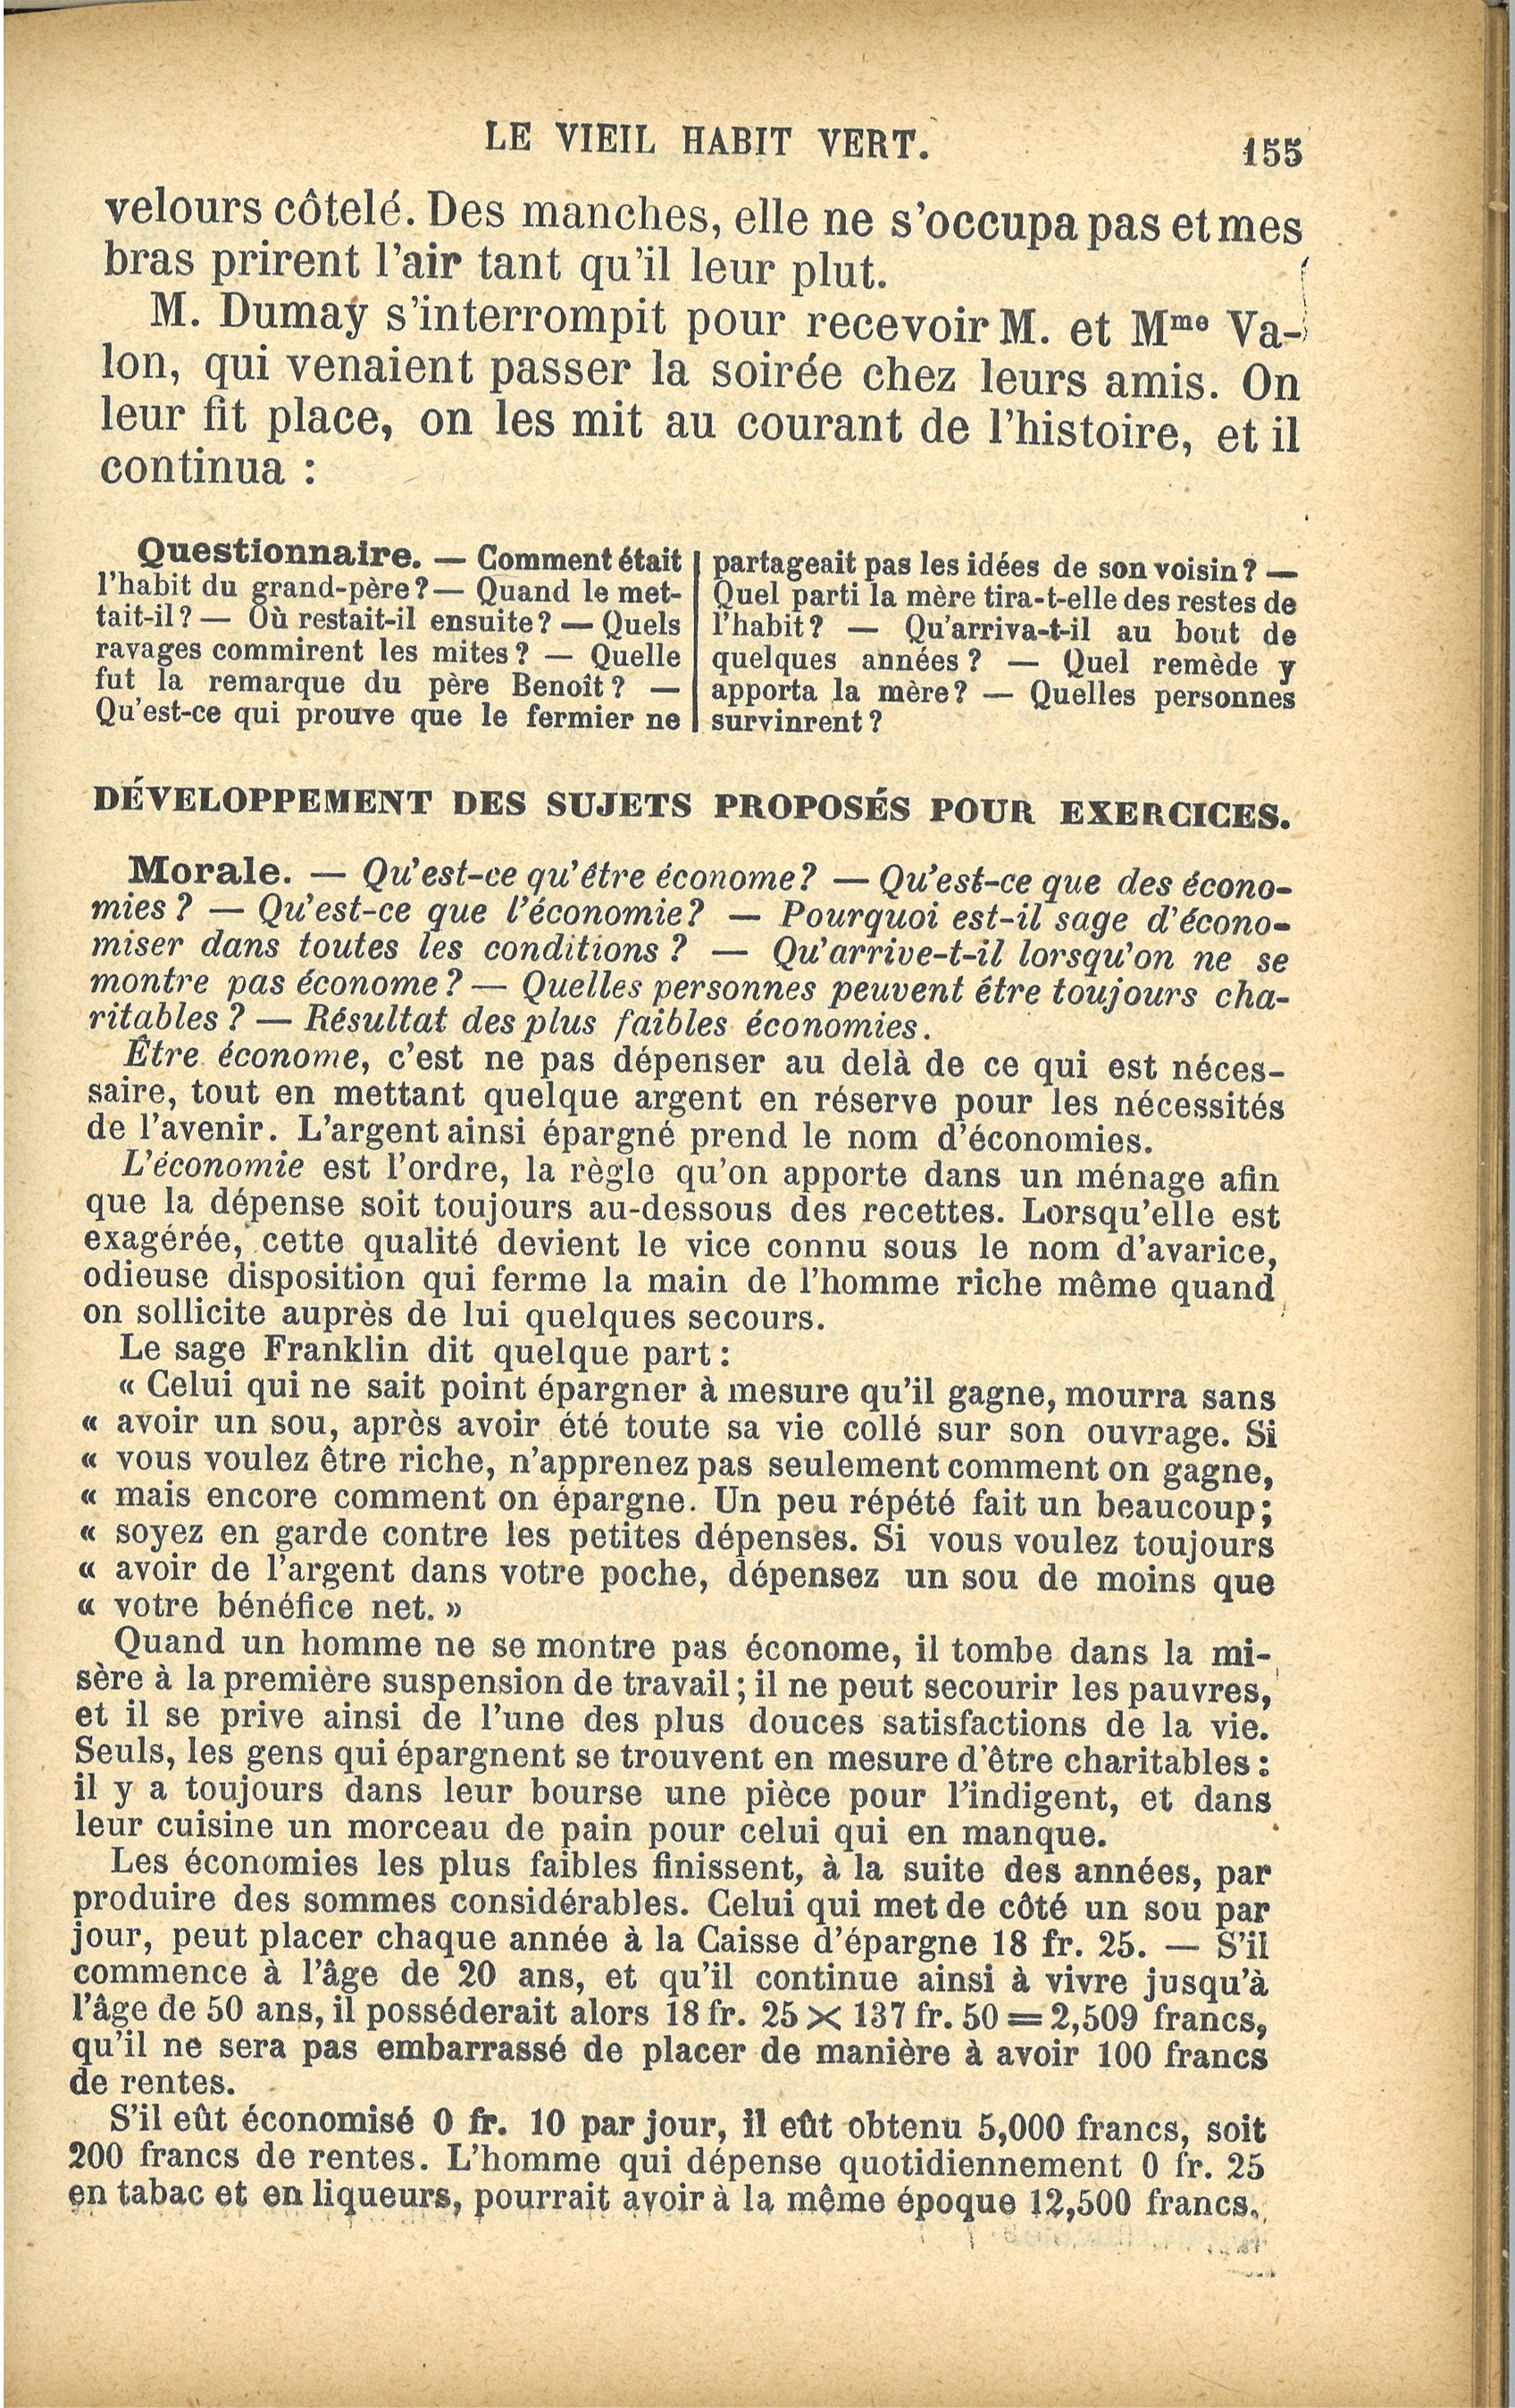 LE VIEIL HABIT VERT.
155
velours côtelé. Des manches, elle ne s'occupa pas et mes
bras prirent l'air tant qu'il leur plut.
M. Dumay s'interrompit pour recevoir M. et Mme Va-
lon, qui venaient passer la soirée chez leurs amis. On
leur fit place, on les mit au courant de l'histoire, et il
continua :
Questionnaire. — Comment était
l'habit du grand-père? — Quand le met-
tait-il? — Où restait-il ensuite? — Quels
ravages commirent les mites? — Quelle
fut la remarque du père Benoît? —
Qu'est-ce qui prouve que le fermier ne
partageait pas les idées de son voisin? —
Quel parti la mère tira-t-elle des restes de
l'habit? — Qu'arriva-t-il au bout de
quelques années? — Quel remède y
apporta la mère? — Quelles personnes
survinrent?
DÉVELOPPEMENT DES SUJETS PROPOSÉS POUR EXERCICES.
Morale. — Qu'est-ce qu'être économe? — Qu'est-ce que des écono-
mies? — Qu'est-ce que l'économie? — Pourquoi est-il sage d'écono-
miser dans toutes les conditions? — Qu'arrive-t-il lorsqu'on ne se
montre pas économe? — Quelles personnes peuvent être toujours cha-
ritables? — Résultat des plus faibles économies.
Être économe, c'est ne pas dépenser au delà de ce qui est néces-
saire, tout en mettant quelque argent en réserve pour les nécessités
de l'avenir. L'argent ainsi épargné prend le nom d'économies.
L'économie est l'ordre, la règle qu'on apporte dans un ménage afin
que la dépense soit toujours au-dessous des recettes. Lorsqu'elle est
exagérée, cette qualité devient le vice connu sous le nom d'avarice,
odieuse disposition qui ferme la main de l'homme riche même quand
on sollicite auprès de lui quelques secours.
Le sage Franklin dit quelque part :
« Celui qui ne sait point épargner à mesure qu'il gagne, mourra sans
« avoir un sou, après avoir été toute sa vie collé sur son ouvrage. Si
« vous voulez être riche, n'apprenez pas seulement comment on gagne,
« mais encore comment on épargne. Un peu répété fait un beaucoup;
« soyez en garde contre les petites dépenses. Si vous voulez toujours
« avoir de l'argent dans votre poche, dépensez un sou de moins que
« votre bénéfice net. »
Quand un homme ne se montre pas économe, il tombe dans la mi-
sère à la première suspension de travail; il ne peut secourir les pauvres,
et il se prive ainsi de l'une des plus douces satisfactions de la vie.
Seuls, les gens qui épargnent se trouvent en mesure d'être charitables :
il y a toujours dans leur bourse une pièce pour l'indigent, et dans
leur cuisine un morceau de pain pour celui qui en manque.
Les économies les plus faibles finissent, à la suite des années, par
produire des sommes considérables. Celui qui met de côté un sou par
jour, peut placer chaque année à la Caisse d'épargne 18 fr. 25. — S'il
commence à l'âge de 20 ans, et qu'il continue ainsi à vivre jusqu'à
l'âge de 50 ans, il posséderait alors 18 fr. 25 × 137 fr. 50 = 2,509 francs,
qu'il ne sera pas embarrassé de placer de manière à avoir 100 francs
de rentes.
S'il eût économisé 0 fr. 10 par jour, il eût obtenu 5,000 francs, soit
200 francs de rentes. L'homme qui dépense quotidiennement 0 fr. 25
en tabac et en liqueurs, pourrait avoir à la même époque 12,500 francs.